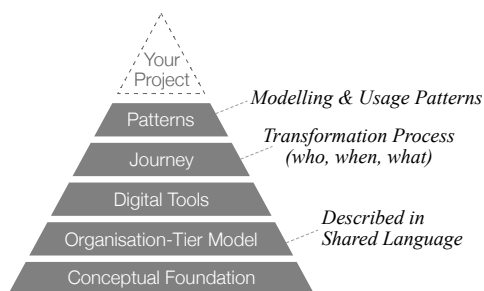 Your
Project
Patterns
Modelling & Usage Patterns
Journey
Transformation Process
(who, when, what)
Digital Tools
Organisation-Tier Model
Described in
Shared Language
Conceptual Foundation